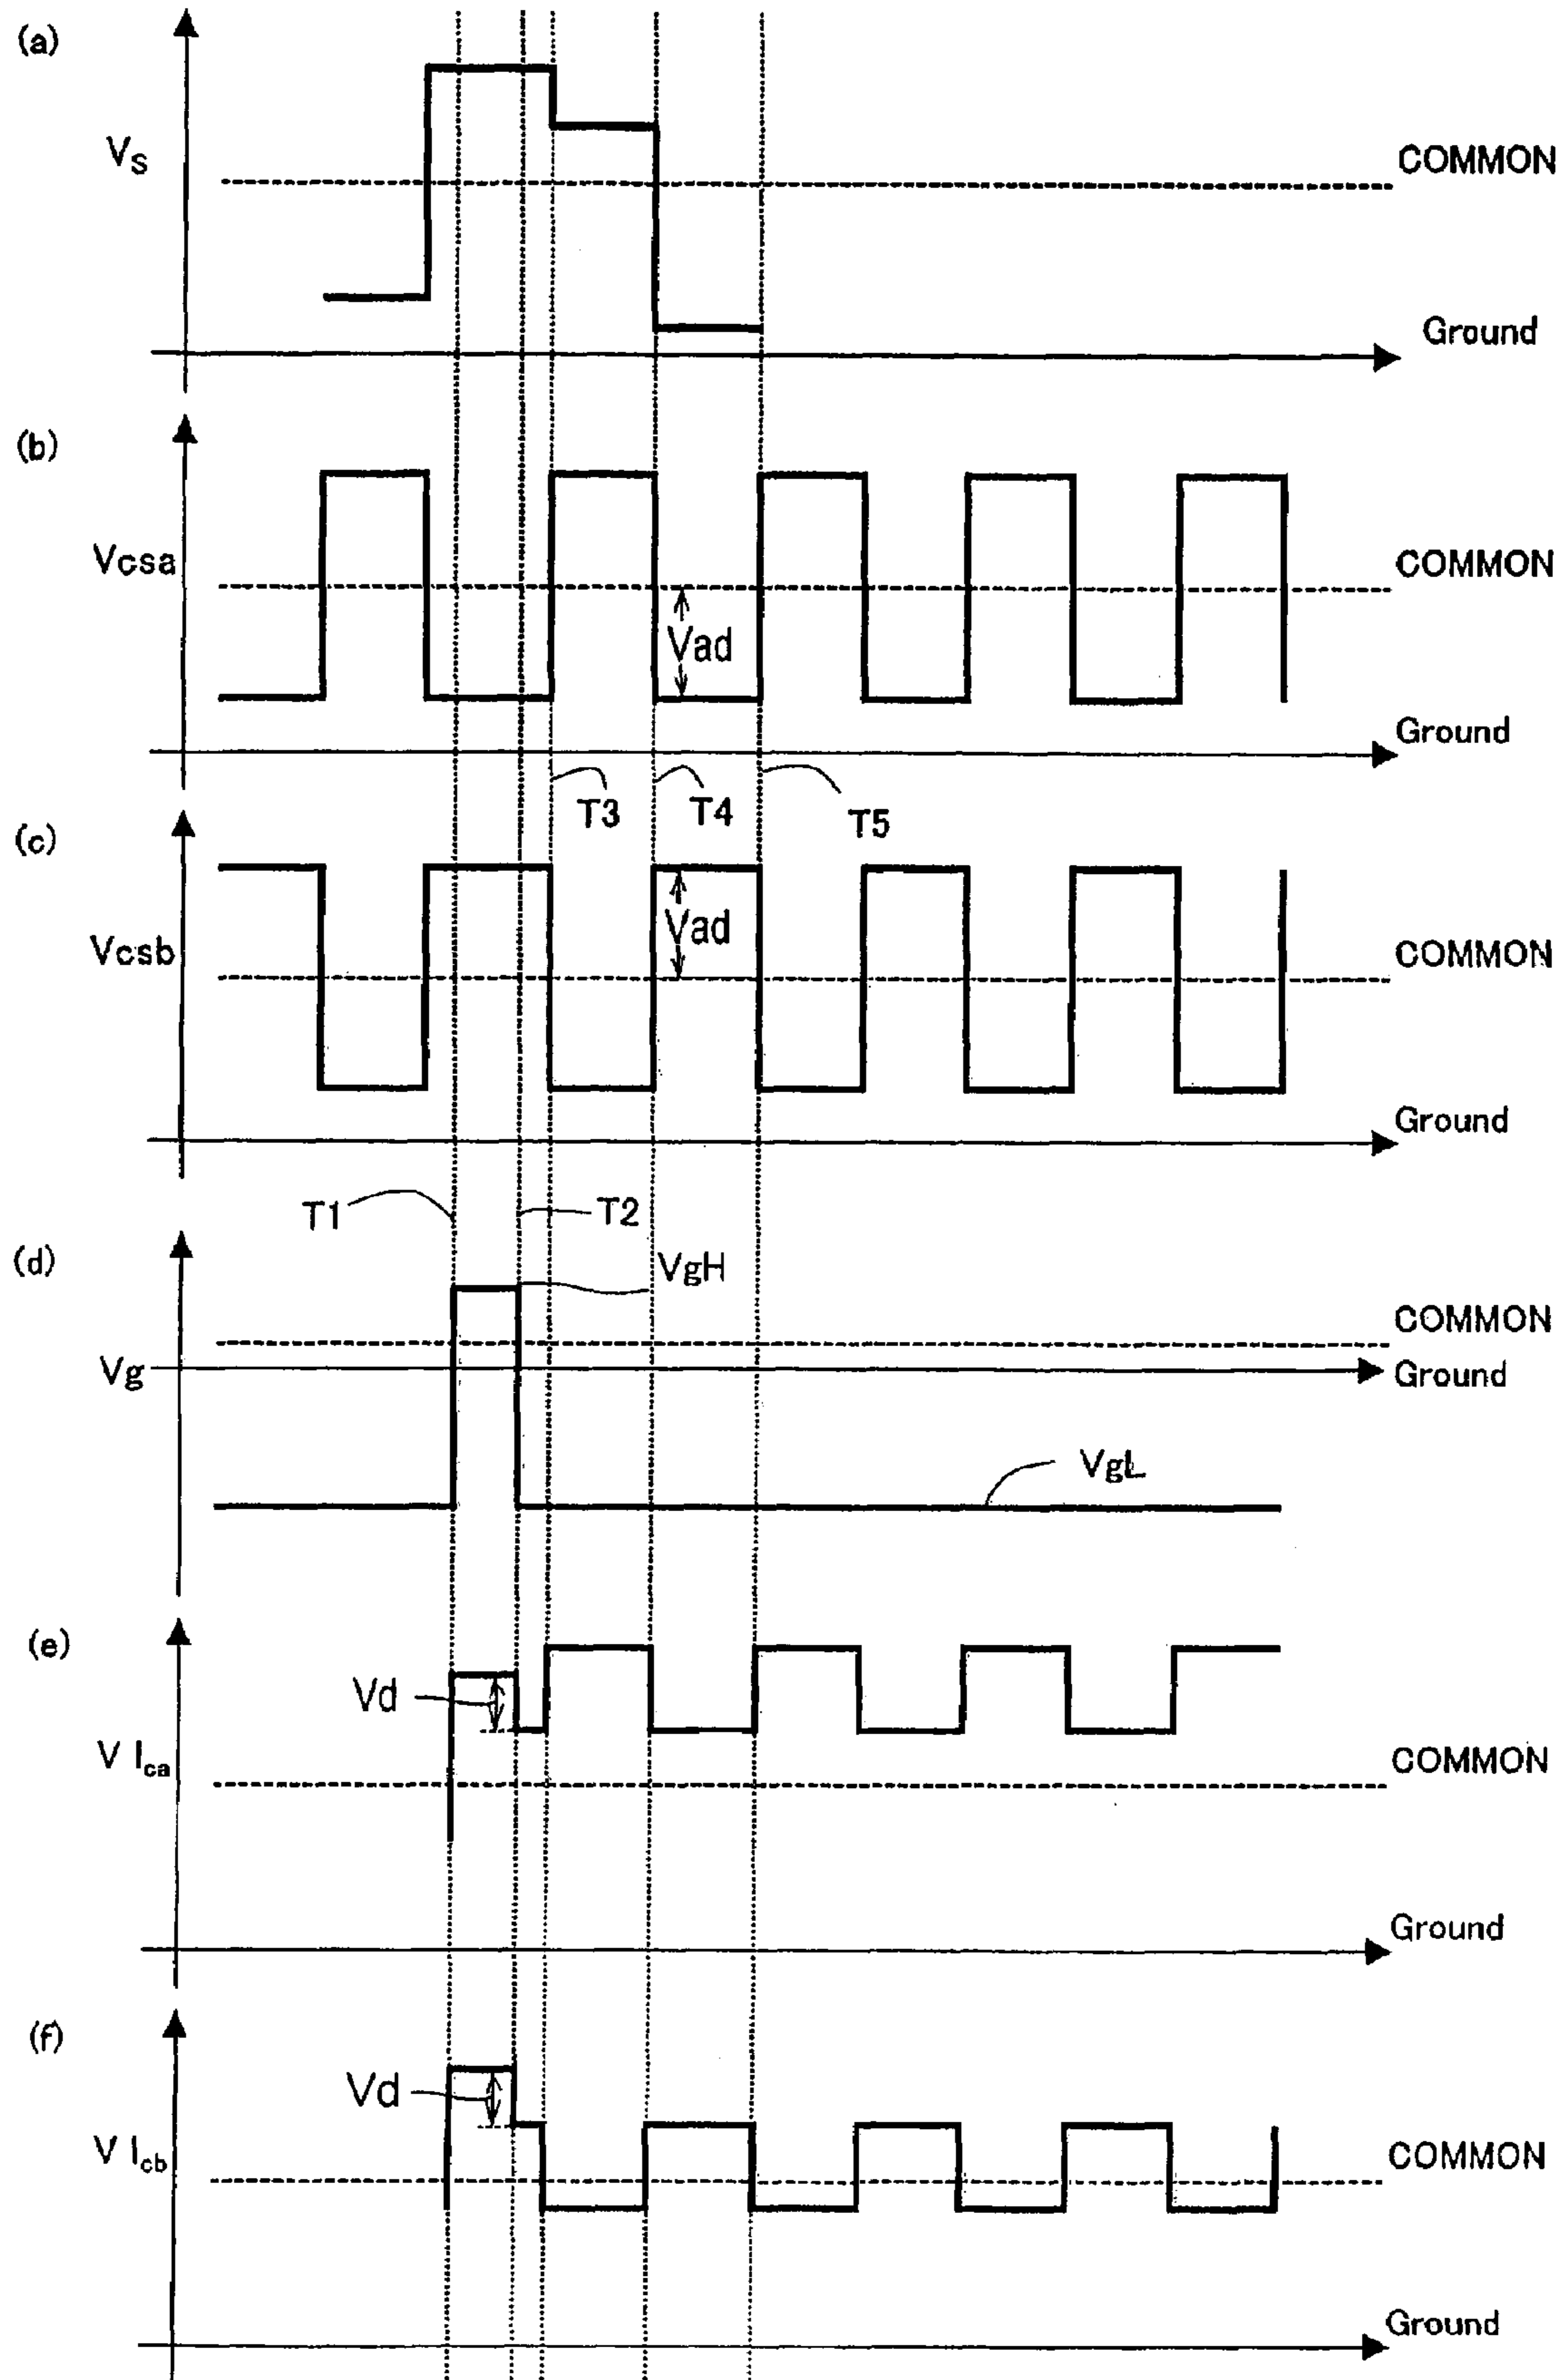 (a)
VS
COMMON
Ground
(b)
Vcsa
COMMON
Vad
Ground
T3
T4
T5
(c)
Vcsb
Vad
COMMON
Ground
T1
T2
(d)
VgH
COMMON
Vg
Ground
VgL
(e)
Vd
V lca
COMMON
Ground
(f)
Vd
V lcb
COMMON
Ground